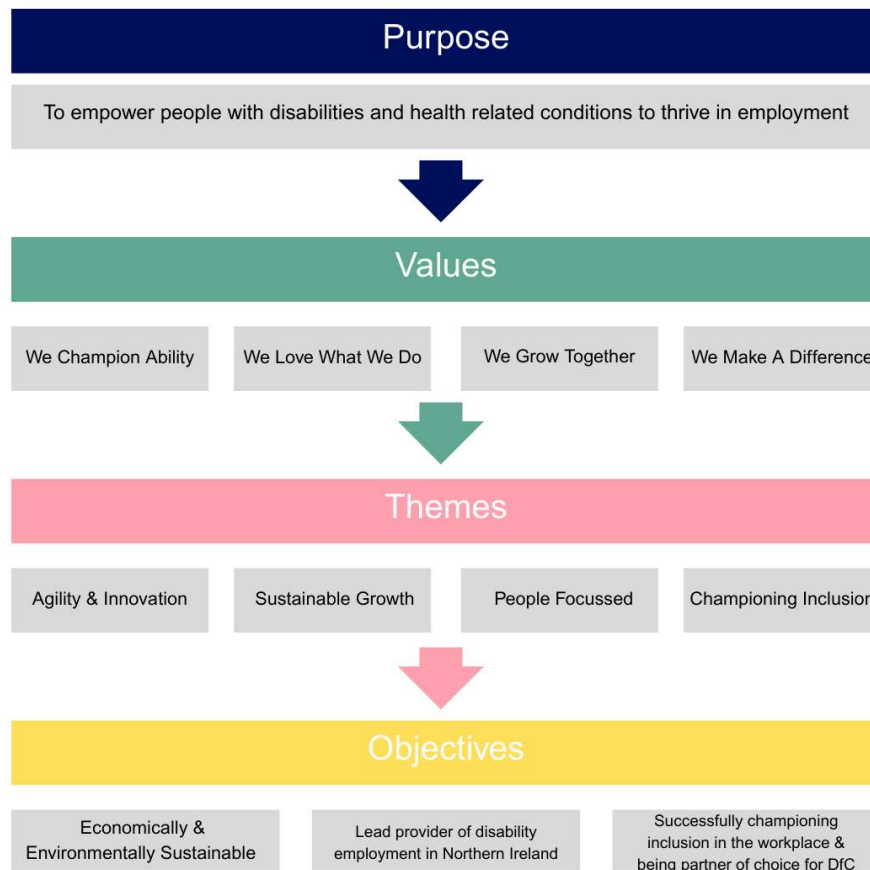 Purpose
To empower people with disabilities and health related conditions to thrive in employment
Values
We Champion Ability
We Love What We Do
We Grow Together
We Make A Difference
Themes
Agility & Innovation
Sustainable Growth
People Focussed
Championing Inclusion
Objectives
Economically &
Environmentally Sustainable
Lead provider of disability
employment in Northern Ireland
Successfully championing
inclusion in the workplace &
being partner of choice for DfC